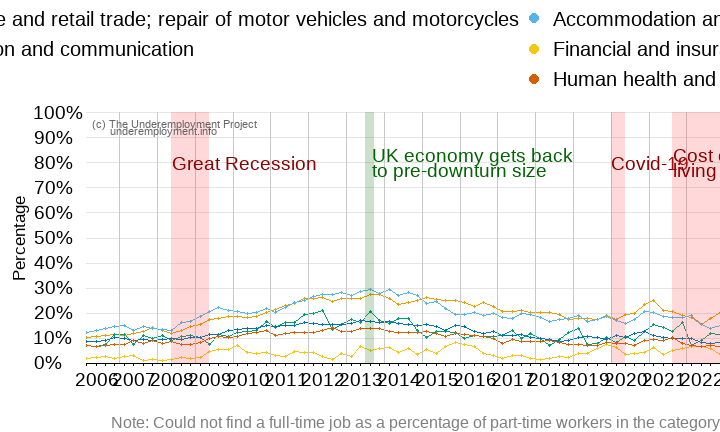 e and retail trade; repair of motor vehicles and motorcycles
Accommodation an
on and communication
Financial and insur
Human health and
100%
(c) The Underemployment Project
underemployment.info
90%
80%
70%
60%
50%
40%
30%
20%
10%
0%
Percentage
Great Recession
UK economy gets back
to pre-downturn size
Covid-19
Cost
living
2006 2007 2008 2009 2010 2011 2012 2013 2014 2015 2016 2017 2018 2019 2020 2021 2022
Note: Could not find a full-time job as a percentage of part-time workers in the category